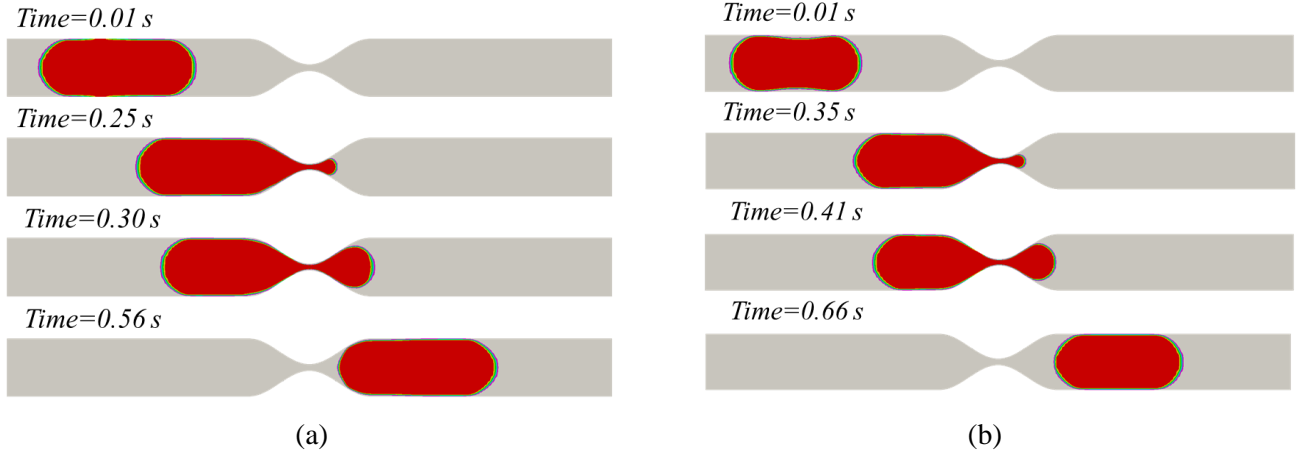 Time=0.01 s
Time=0.25 s
Time=0.30 s
Time=0.56 s
(a)
Time=0.01 s
Time=0.35 s
Time=0.41 s
Time=0.66 s
(b)